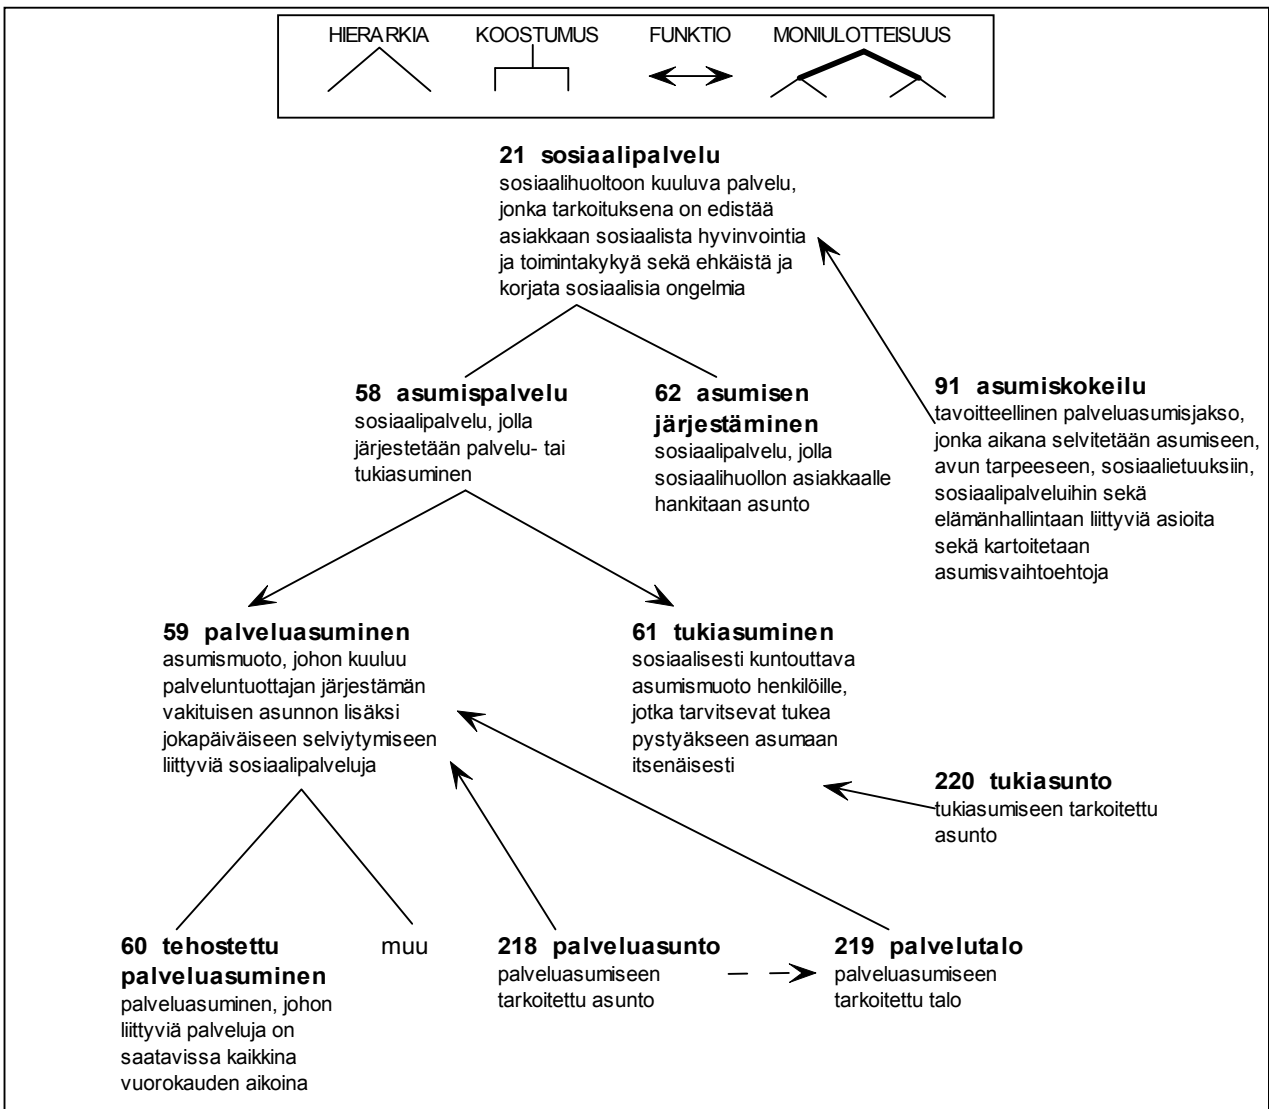 HIERARKIA KOOSTUMUS FUNKTIO MONIULOTTEISUUS
21 sosiaalipalvelu
sosiaalihuoltoon kuuluva palvelu,
jonka tarkoituksena on edistää
asiakkaan sosiaalista hyvinvointia
ja toimintakykyä sekä ehkäistä ja
korjata sosiaalisia ongelmia
58 asumispalvelu
sosiaalipalvelu, jolla
järjestetään palvelu- tai
tukiasuminen
62 asumisen
järjestäminen
sosiaalipalvelu, jolla
sosiaalihuollon asiakkaalle
hankitaan asunto
91 asumiskokeilu
tavoitteellinen palveluasumisjakso,
jonka aikana selvitetään asumiseen,
avun tarpeeseen, sosiaalietuuksiin,
sosiaalipalveluihin sekä
elämänhallintaan liittyviä asioita
sekä kartoitetaan
asumisvaihtoehtoja
59 palveluasuminen
asumismuoto, johon kuuluu
palveluntuottajan järjestämän
vakituisen asunnon lisäksi
jokapäiväiseen selviytymiseen
liittyviä sosiaalipalveluja
61 tukiasuminen
sosiaalisesti kuntouttava
asumismuoto henkilöille,
jotka tarvitsevat tukea
pystyäkseen asumaan
itsenäisesti
220 tukiasunto
tukiasumiseen tarkoitettu
asunto
60 tehostettu
palveluasuminen
palveluasuminen, johon
liittyviä palveluja on
saatavissa kaikkina
vuorokauden aikoina
muu
218 palveluasunto
palveluasumiseen
tarkoitettu asunto
219 palvelutalo
palveluasumiseen
tarkoitettu talo